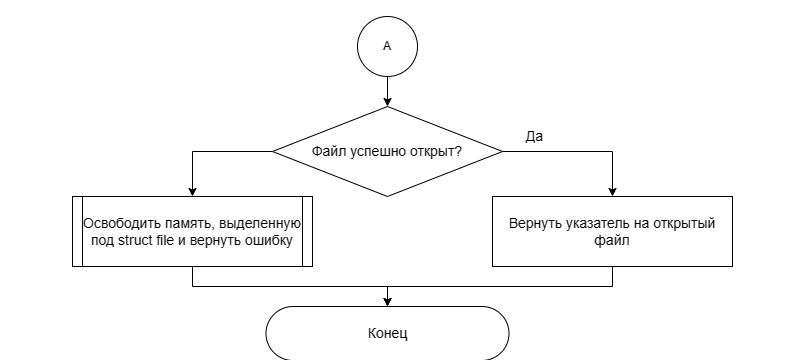 А
Файл успешно открыт?
Да
Освободить память, выделенную
под struct file и вернуть ошибку
Вернуть указатель на открытый
файл
Конец